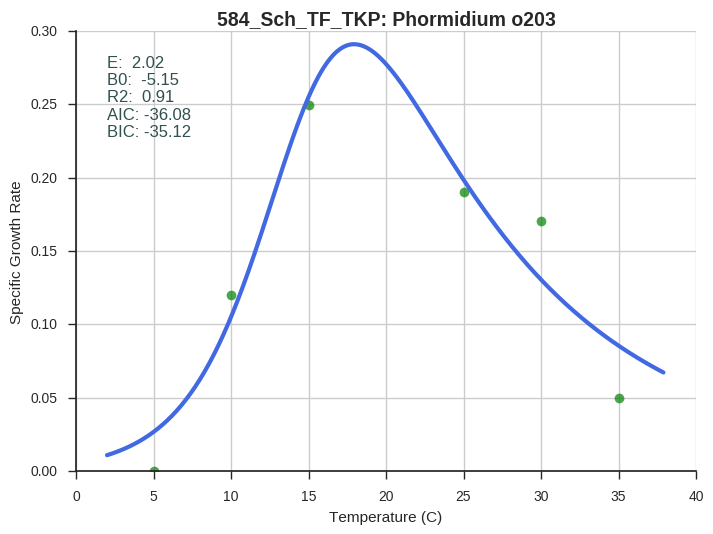 584_Sch_TF_TKP: Phormidium o203
E:  2.02
B0:  -5.15
R2:  0.91
AIC: -36.08
BIC: -35.12
Specific Growth Rate
0.30
0.25
0.20
0.15
0.10
0.05
0.00
0 5 10 15 20 25 30 35 40
Temperature (C)